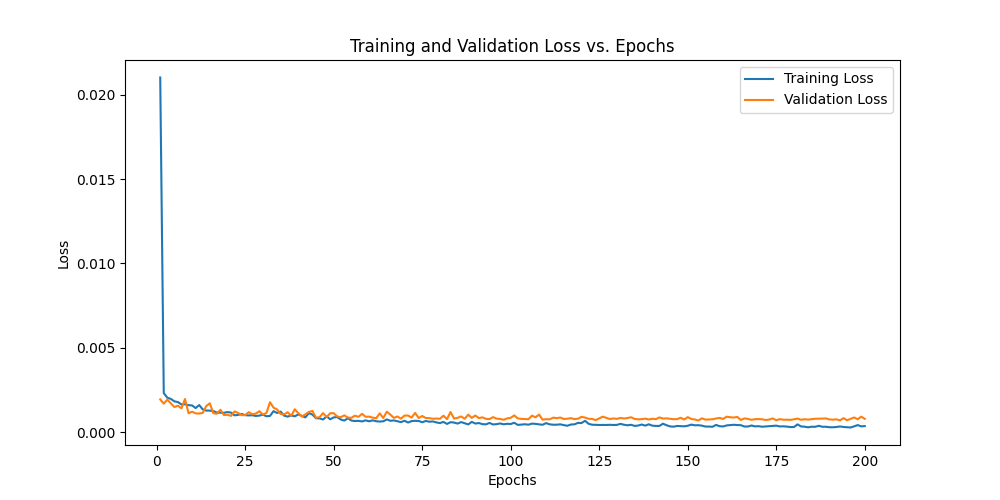 Training and Validation Loss vs. Epochs
Training Loss
Validation Loss
0.020
0.015
0.010
0.005
0.000
Loss
0 25 50 75 100 125 150 175 200
Epochs